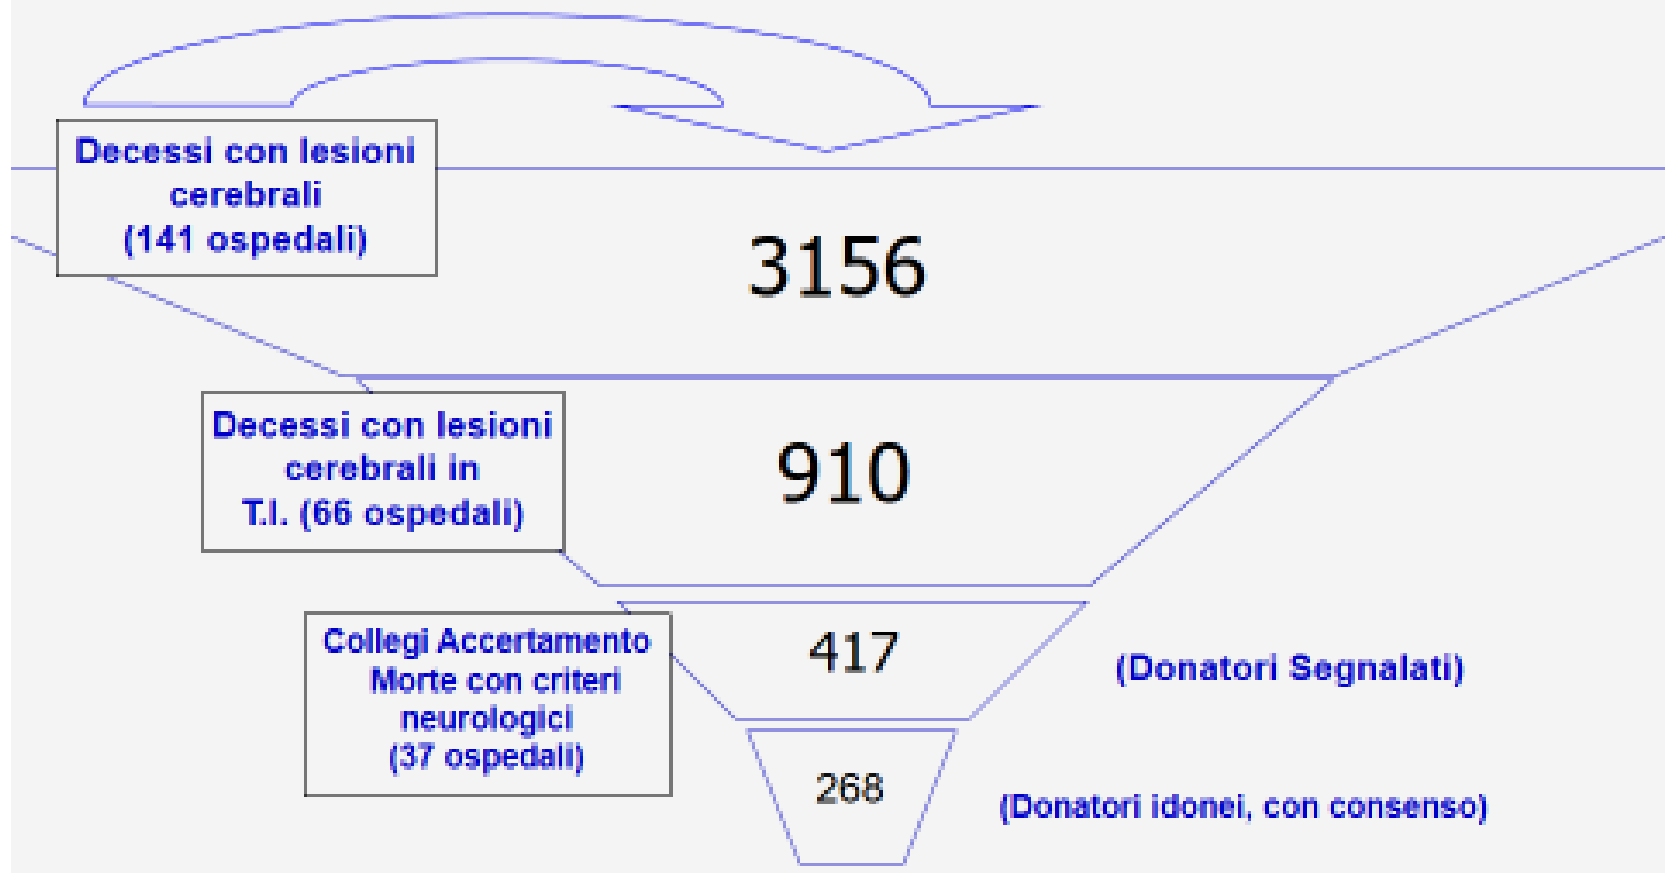 Decessi con lesioni
cerebrali
(141 ospedali)
3156
Decessi con lesioni
cerebrali in
T.I. (66 ospedali)
910
Collegi Accertamento
Morte con criteri
neurologici
(37 ospedali)
417
(Donatori Segnalati)
268
(Donatori idonei, con consenso)